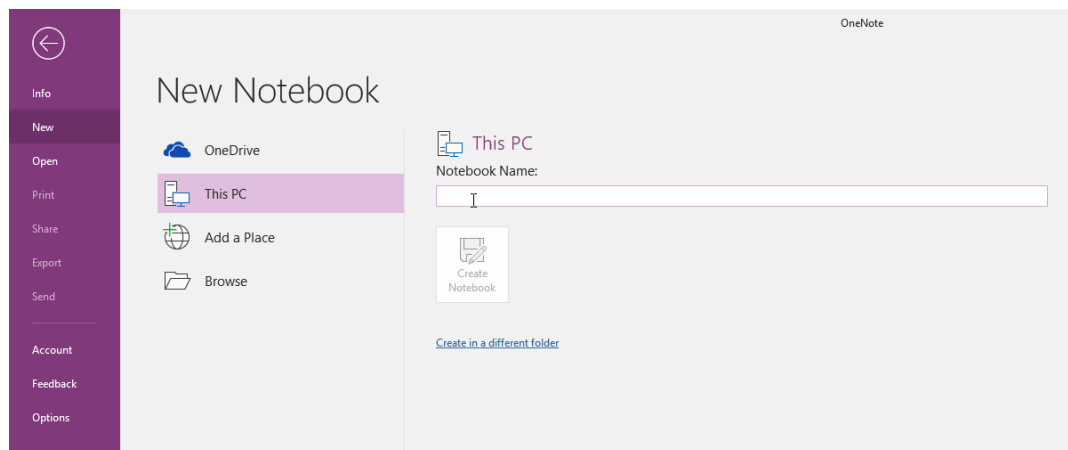 OneNote
Info
New
Open
Print
Share
Export
Send
Account
Feedback
Options
New Notebook
OneDrive
This PC
Add a Place
Browse
This PC
Notebook Name:
Create
Notebook
Create in a different folder